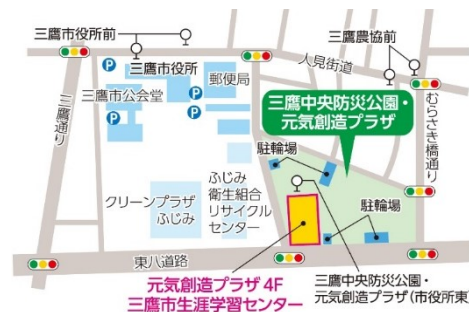 三鷹市役所前
三鷹農協前
人見街道
三鷹市役所
郵便局
P
P
P
三鷹市公会堂
三鷹通り
むらさき橋通り
三鷹中央防災公園・
元気創造プラザ
駐輪場
ふじみ
衛生組合
リサイクル
センター
クリーンプラザ
ふじみ
駐輪場
東八道路
元気創造プラザ 4F
三鷹市生涯学習センター
三鷹中央防災公園・
元気創造プラザ(市役所東)